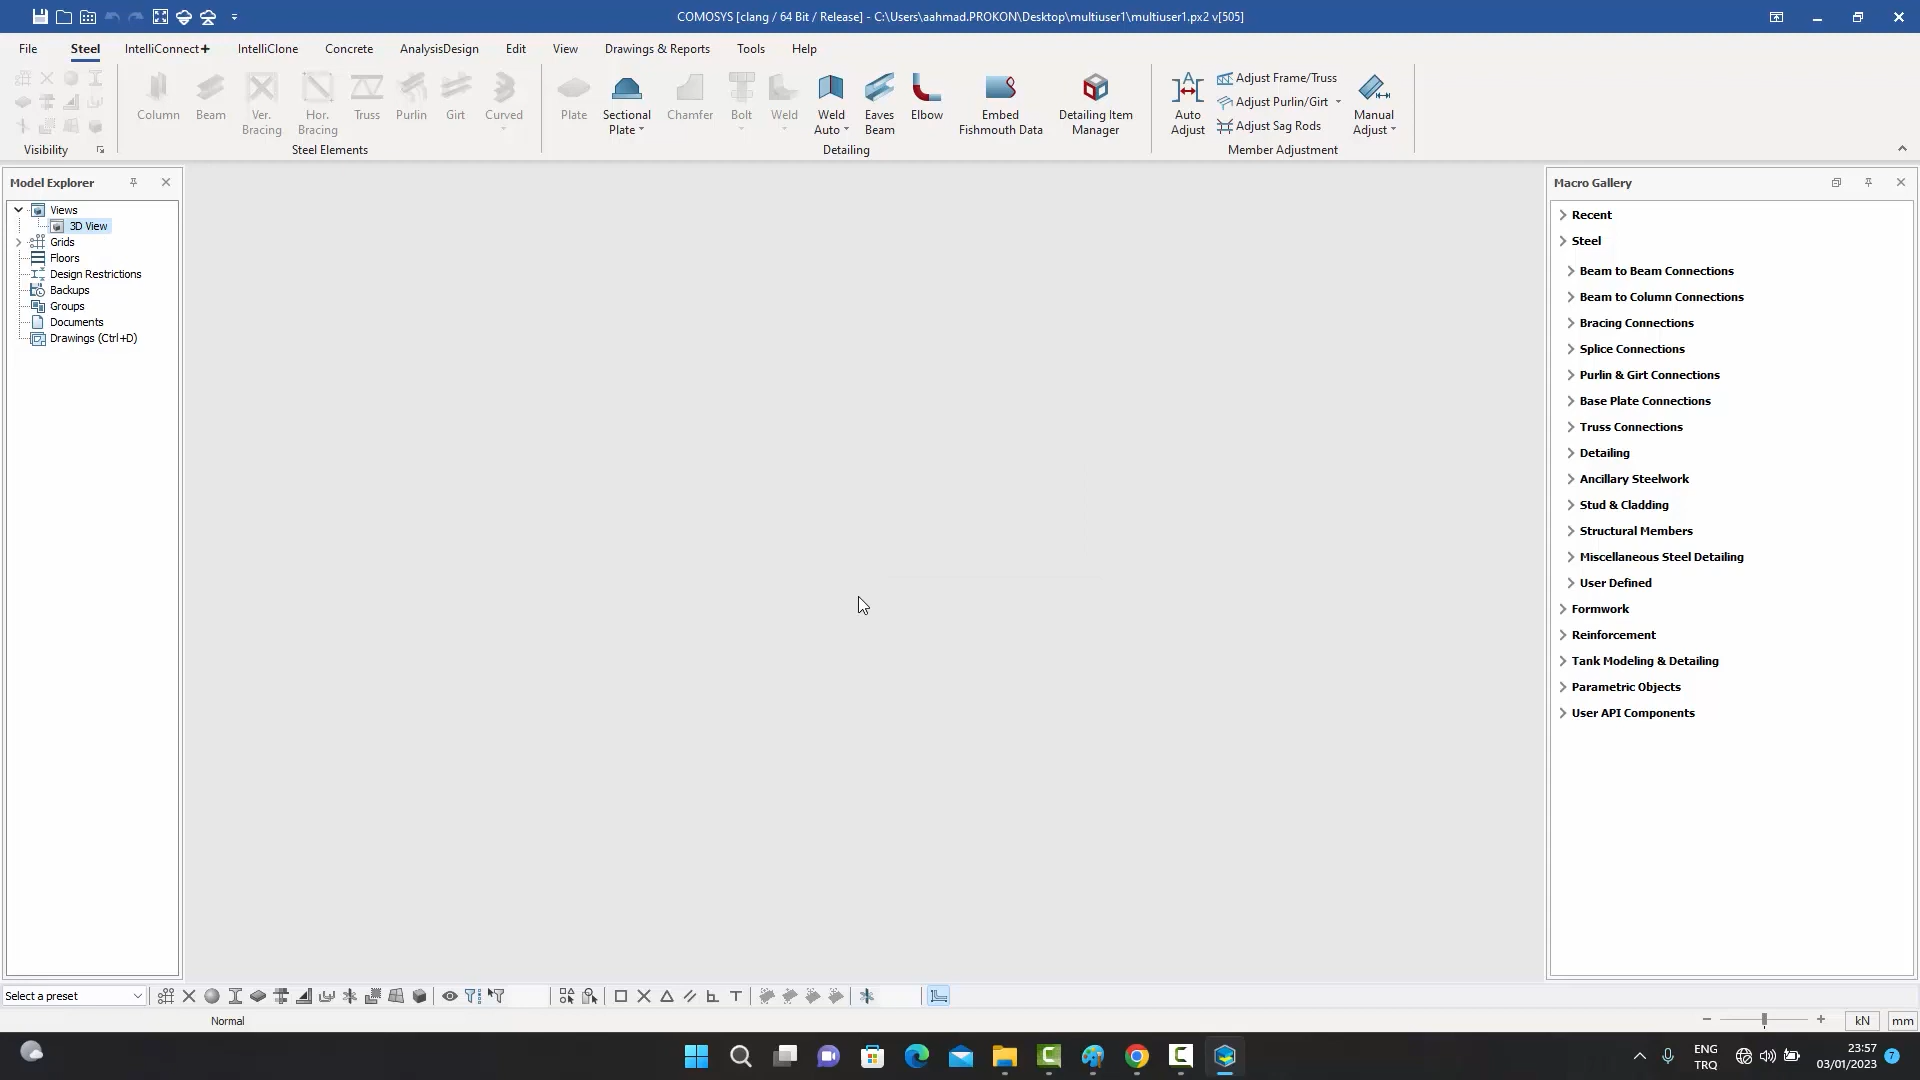 COMOSYS [clang / 64 Bit / Release] - C:\Users\aahmad.PROKON\Desktop\multiuser1\multiuser1.px2 v[505]
File Steel IntelliConnect+ IntelliClone Concrete AnalysisDesign Edit View Drawings & Reports Tools Help
Visibility
Column Beam Ver. Bracing Hor. Bracing Truss Purlin Girt Curved
Steel Elements
Plate Sectional Plate Chamfer Bolt Weld Weld Auto Eaves Beam Elbow Embed Fishmouth Data Detailing Item Manager
Detailing
Auto Adjust
Adjust Frame/Truss
Adjust Purlin/Girt
Adjust Sag Rods
Manual Adjust
Member Adjustment
Model Explorer
Views
3D View
Grids
Floors
Design Restrictions
Backups
Groups
Documents
Drawings (Ctrl+D)
Macro Gallery
Recent
Steel
Beam to Beam Connections
Beam to Column Connections
Bracing Connections
Splice Connections
Purlin & Girt Connections
Base Plate Connections
Truss Connections
Detailing
Ancillary Steelwork
Stud & Cladding
Structural Members
Miscellaneous Steel Detailing
User Defined
Formwork
Reinforcement
Tank Modeling & Detailing
Parametric Objects
User API Components
Select a preset
Normal
kN mm
ENG
TRQ
23:57
03/01/2023
7